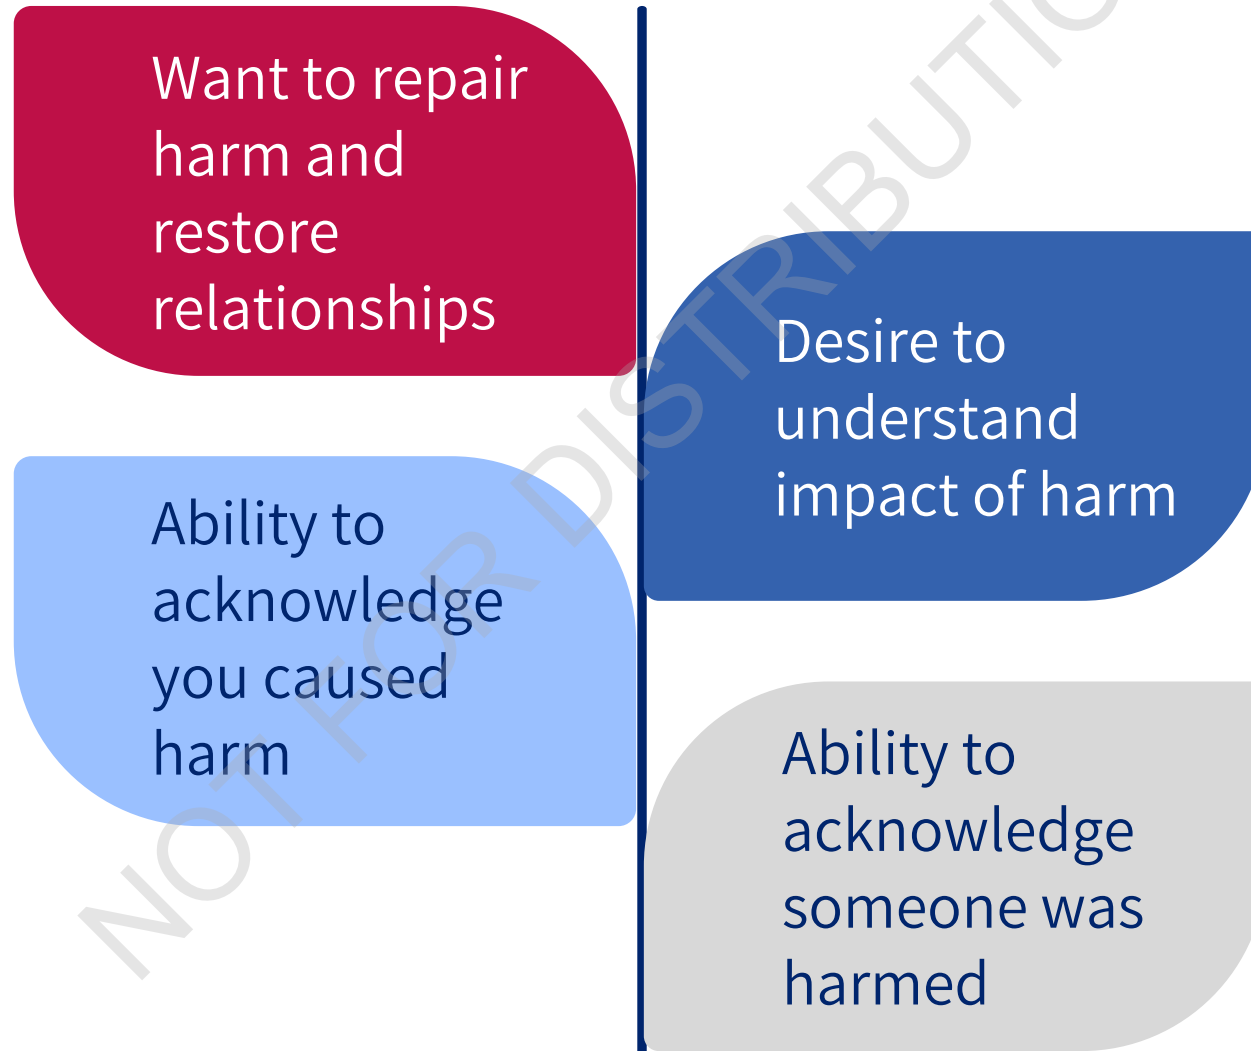 Want to repair
harm and
restore
relationships
Desire to
understand
impact of harm
Ability to
acknowledge
you caused
harm
Ability to
acknowledge
someone was
harmed
NOT FOR DISTRIBUTIO